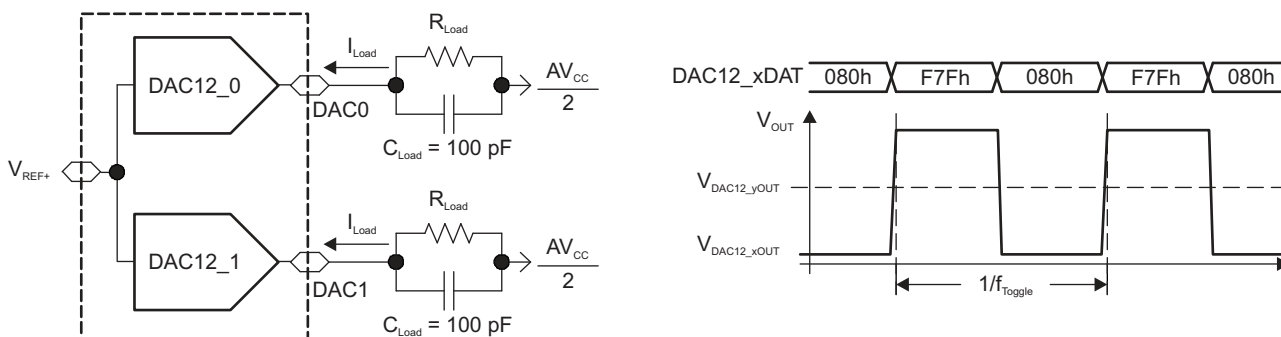 DAC12_0
DAC12_1
V_REF+
I_Load
R_Load
DAC0
C_Load = 100 pF
AV_CC
2
I_Load
R_Load
DAC1
C_Load = 100 pF
AV_CC
2
DAC12_xDAT 080h F7Fh 080h F7Fh 080h
V_OUT
V_DAC12_yOUT
V_DAC12_xOUT
1/f_Toggle